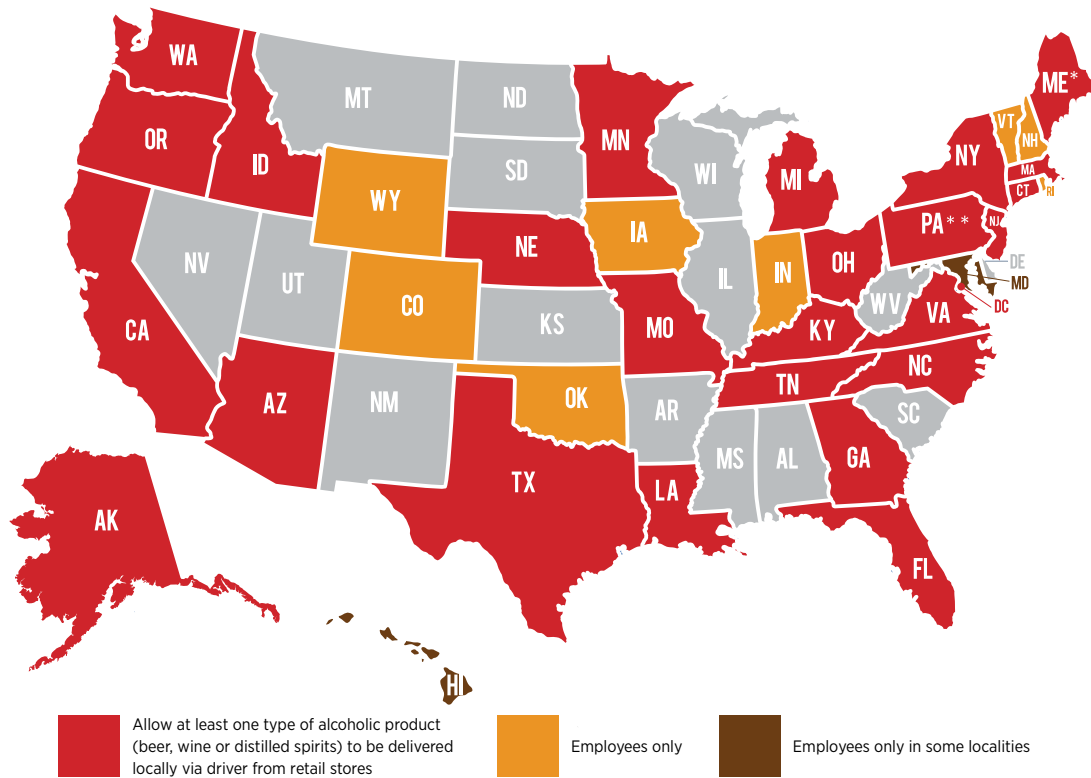 WA
MT
ND
MN
ME*
VT
NH
OR
ID
SD
WI
MI
NY
MA
CT
RI
WY
NE
IA
PA**
NJ
NV
UT
CO
IL
IN
OH
DE
MD
WV
DC
CA
KS
MO
KY
VA
AZ
NM
OK
AR
TN
NC
SC
MS
AL
GA
TX
LA
AK
FL
HI
Allow at least one type of alcoholic product
(beer, wine or distilled spirits) to be delivered
locally via driver from retail stores
Employees only
Employees only in some localities